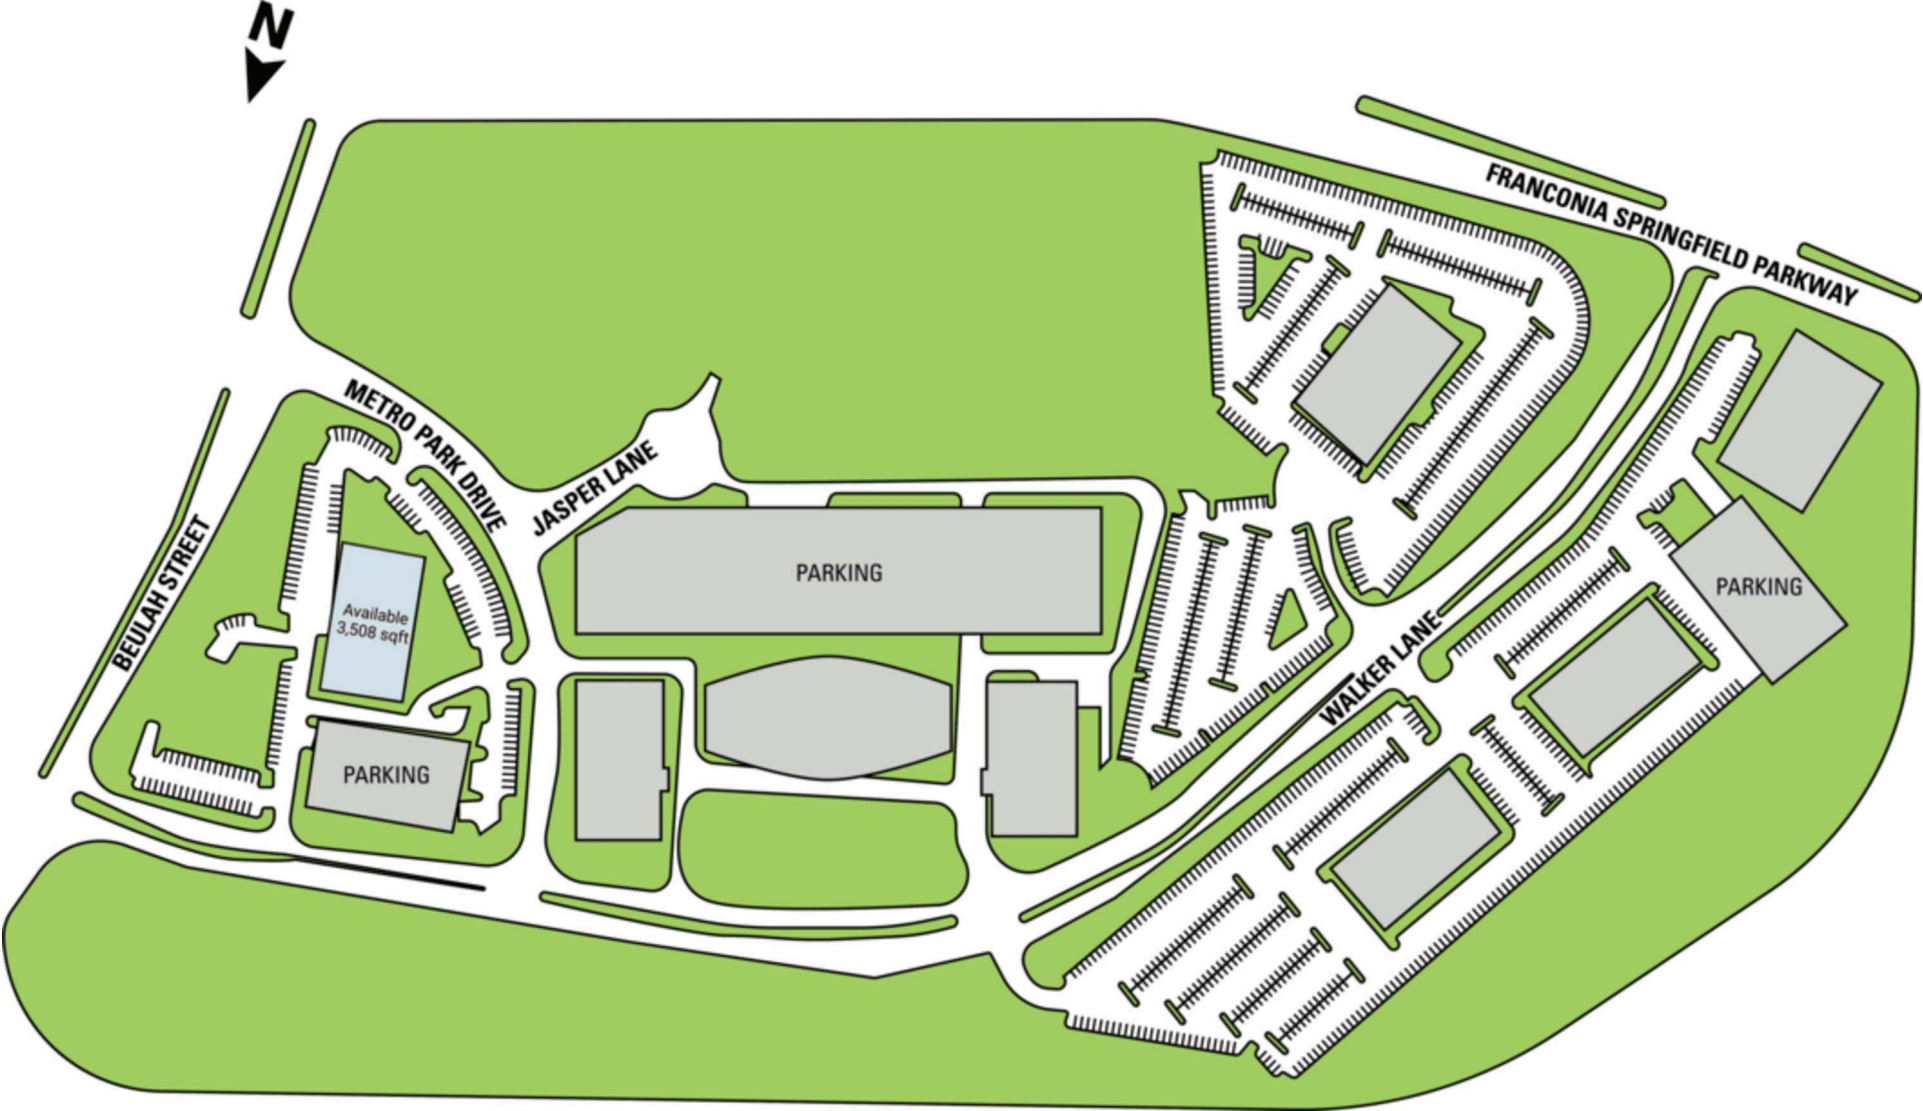 N
FRANCONIA SPRINGFIELD PARKWAY
METRO PARK DRIVE
JASPER LANE
BEULAH STREET
PARKING
PARKING
Available
3,508 sqft
WALKER LANE
PARKING